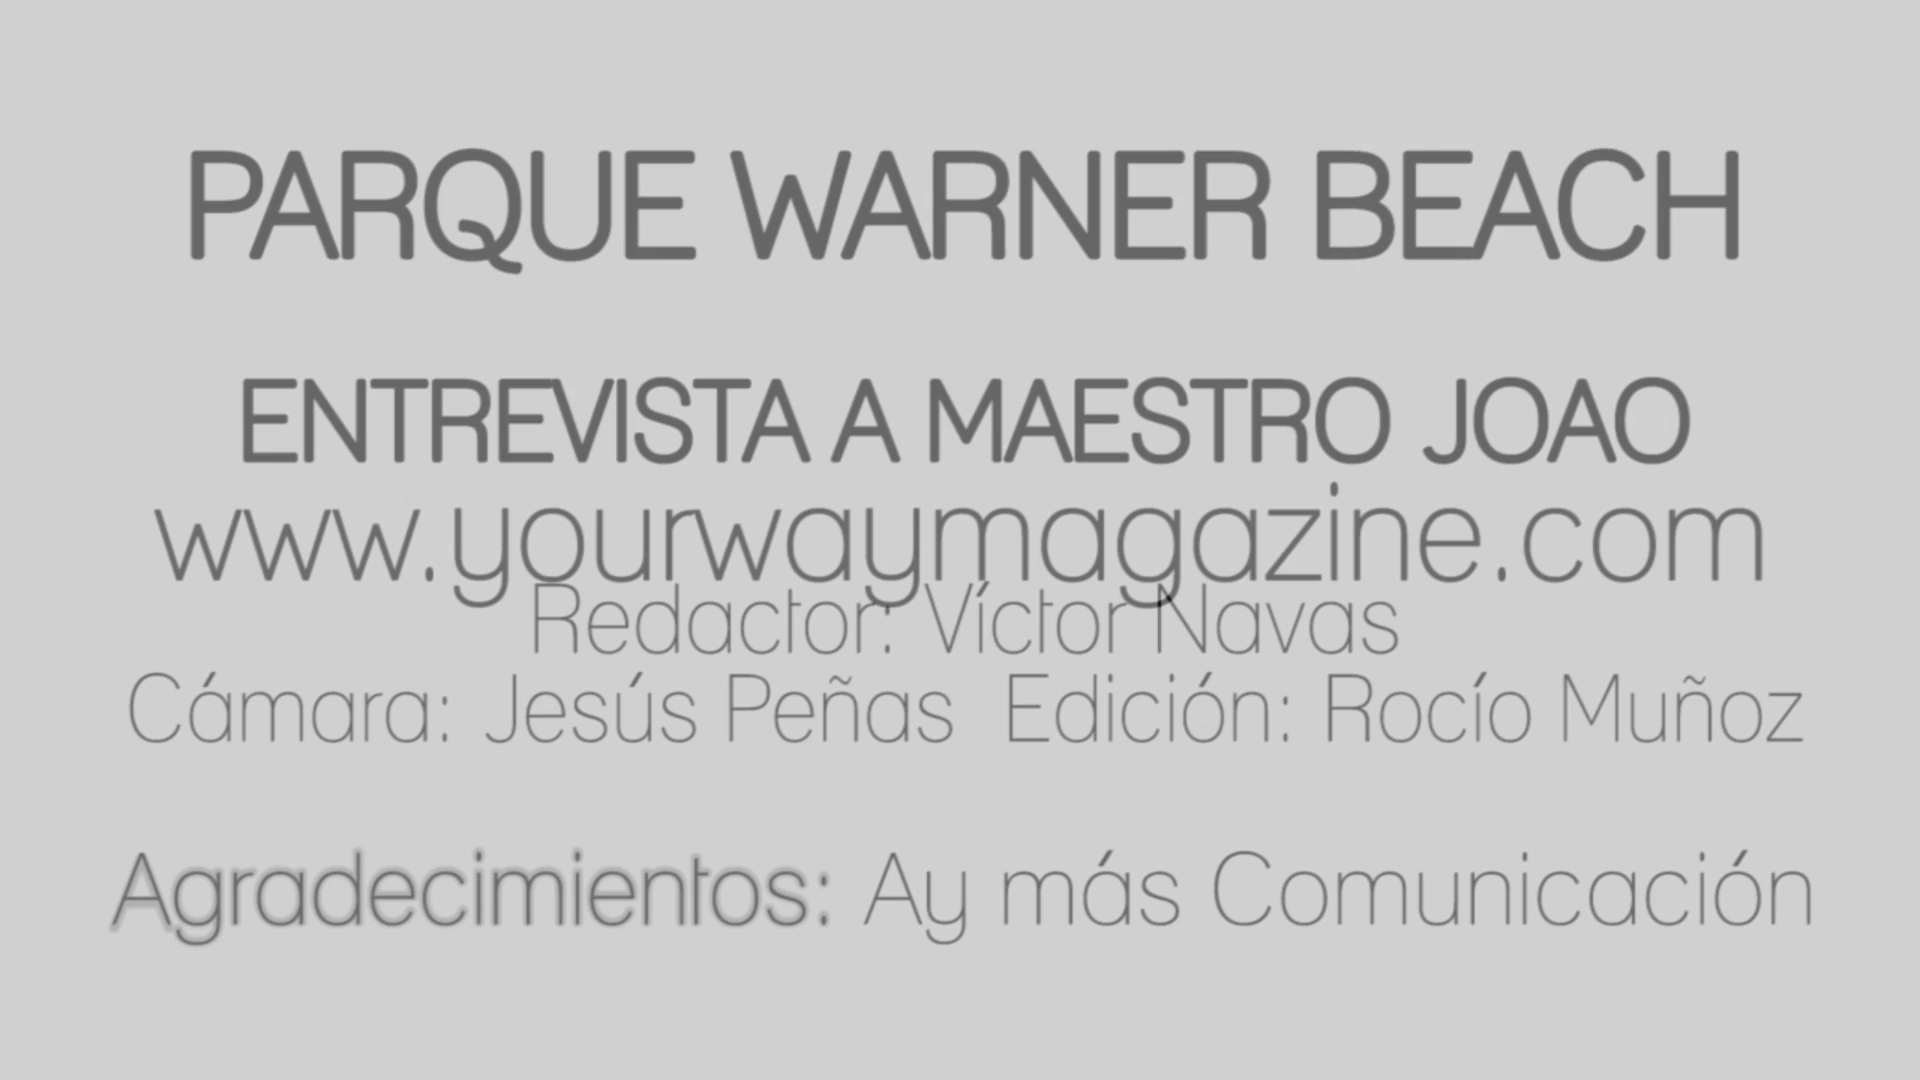 PARQUE WARNER BEACH
ENTREVISTA A MAESTRO JOAO
www.yourwaymagazine.com
Redactor: Víctor Navas
Cámara: Jesús Peñas  Edición: Rocío Muñoz
Agradecimientos: Ay más Comunicación